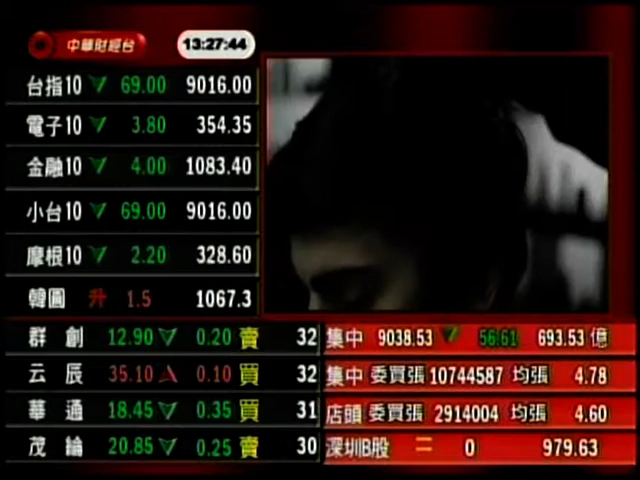 中華財經台 13:27:44
台指10 69.00 9016.00
電子10 3.80 354.35
金融10 4.00 1083.40
小台10 69.00 9016.00
摩根10 2.20 328.60
韓圓 升 1.5 1067.3
群創 12.90 0.20 賣 32
云辰 35.10 0.10 買 32
華通 18.45 0.35 買 31
茂綸 20.85 0.25 賣 30
集中 9038.53 56.61 693.53 億
集中 委買張 10744587 均張 4.78
店頭 委買張 2914004 均張 4.60
深圳B股 0 979.63